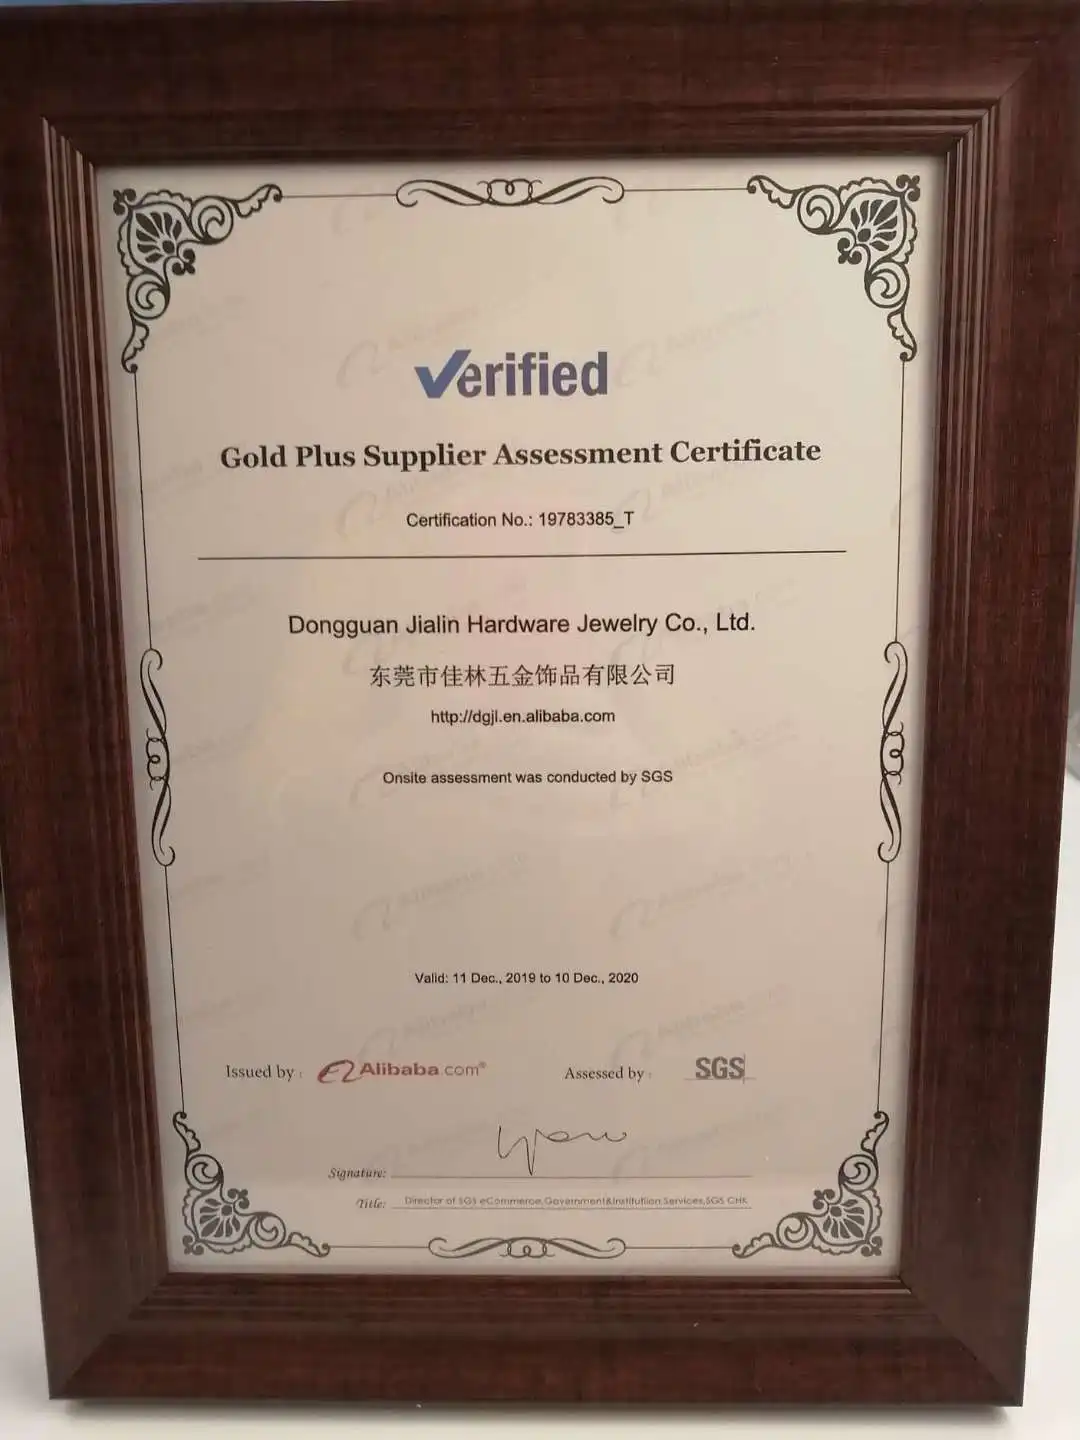 Verified
Gold Plus Supplier Assessment Certificate
Certification No.: 19783385_T
Dongguan Jialin Hardware Jewelry Co., Ltd.
东莞市佳林五金饰品有限公司
http://dgjl.en.alibaba.com
Onsite assessment was conducted by SGS
Valid: 11 Dec., 2019 to 10 Dec., 2020
Issued by : Alibaba.com® Assessed by : SGS
Signature:
Title: Director of SGS eCommerce,Government&Institutiion Services,SGS CHK